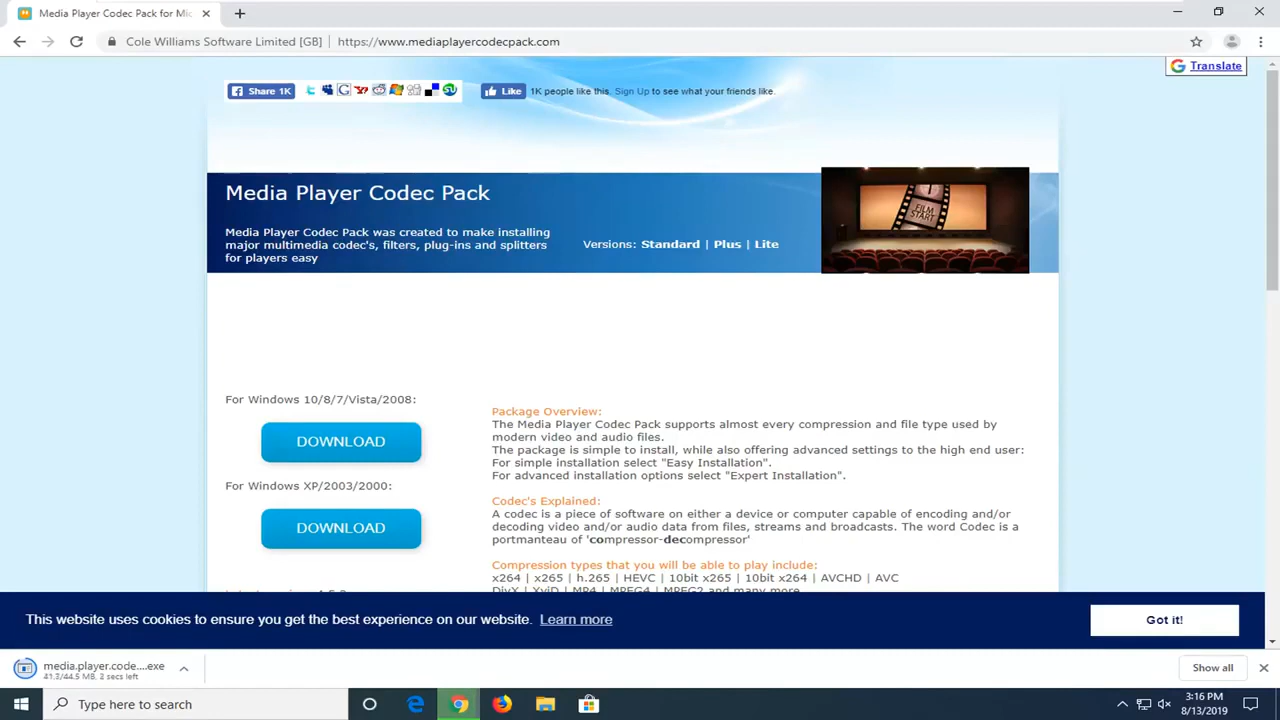 Media Player Codec Pack for Mic
Cole Williams Software Limited [GB] | https://www.mediaplayercodecpack.com
Translate
Share 1K
Like
1K people like this. Sign Up to see what your friends like.
Media Player Codec Pack
Media Player Codec Pack was created to make installing
major multimedia codec's, filters, plug-ins and splitters
for players easy
Versions: Standard | Plus | Lite
FILM
START
For Windows 10/8/7/Vista/2008:
DOWNLOAD
For Windows XP/2003/2000:
DOWNLOAD
Package Overview:
The Media Player Codec Pack supports almost every compression and file type used by
modern video and audio files.
The package is simple to install, while also offering advanced settings to the high end user:
For simple installation select "Easy Installation".
For advanced installation options select "Expert Installation".
Codec's Explained:
A codec is a piece of software on either a device or computer capable of encoding and/or
decoding video and/or audio data from files, streams and broadcasts. The word Codec is a
portmanteau of 'compressor-decompressor'
Compression types that you will be able to play include:
x264 | x265 | h.265 | HEVC | 10bit x265 | 10bit x264 | AVCHD | AVC
DivX | XviD | MP4 | MPEG4 | MPEG2 and many more
This website uses cookies to ensure you get the best experience on our website. Learn more
Got it!
media.player.code....exe
41.3/44.5 MB, 2 secs left
Show all
Type here to search
3:16 PM
8/13/2019